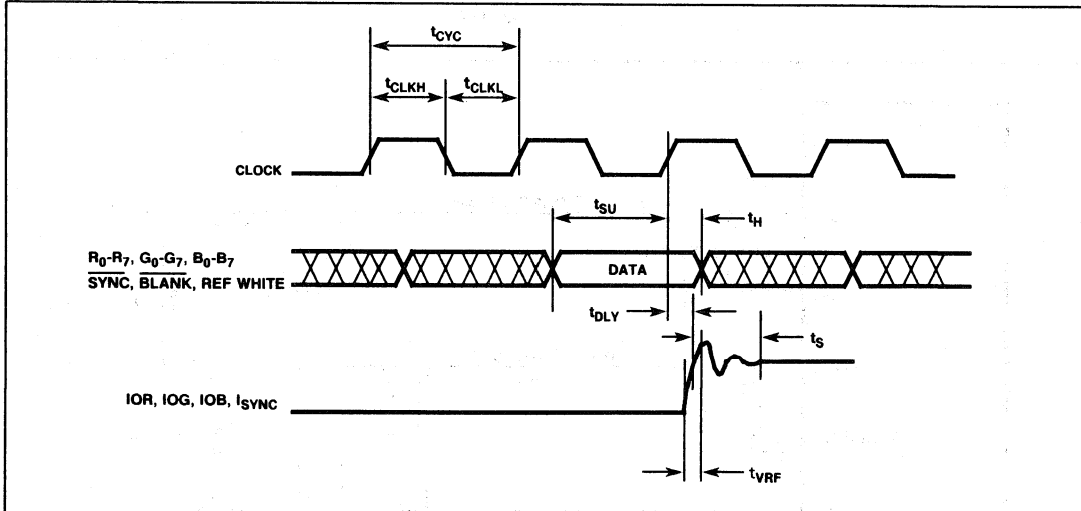 tCYC
tCLKH tCLKL
CLOCK
tSU tH
R0-R7, G0-G7, B0-B7
SYNC, BLANK, REF WHITE
DATA
tDLY
tS
IOR, IOG, IOB, ISYNC
tVRF